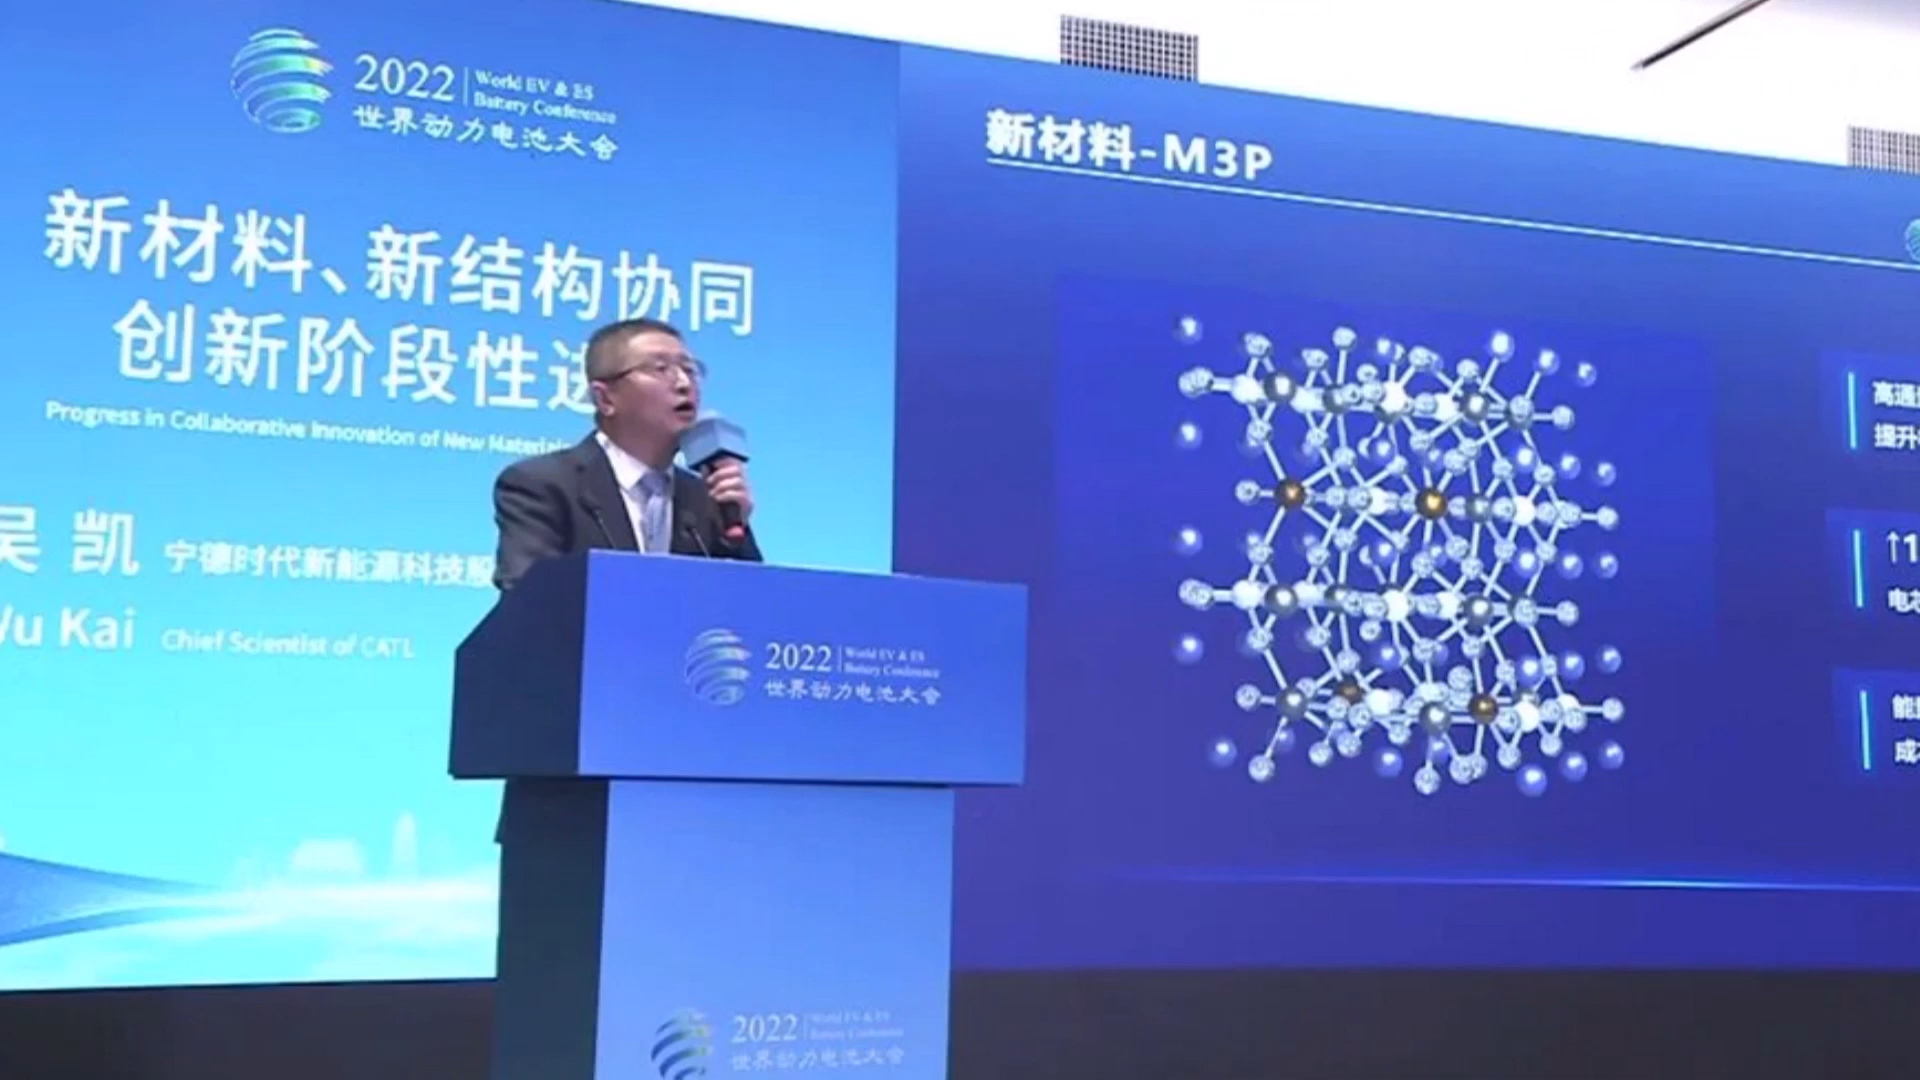 2022 World EV & ES
Battery Conference
世界动力电池大会
新材料、新结构协同
创新阶段性进
Progress in Collaborative Innovation of New Materials
吴 凯 宁德时代新能源科技股
Wu Kai Chief Scientist of CATL
新材料-M3P
高通
提升
↑1
电芯
能量
成本
2022 World EV & ES
Battery Conference
世界动力电池大会
2022 World EV & ES
Battery Conference
世界动力电池大会